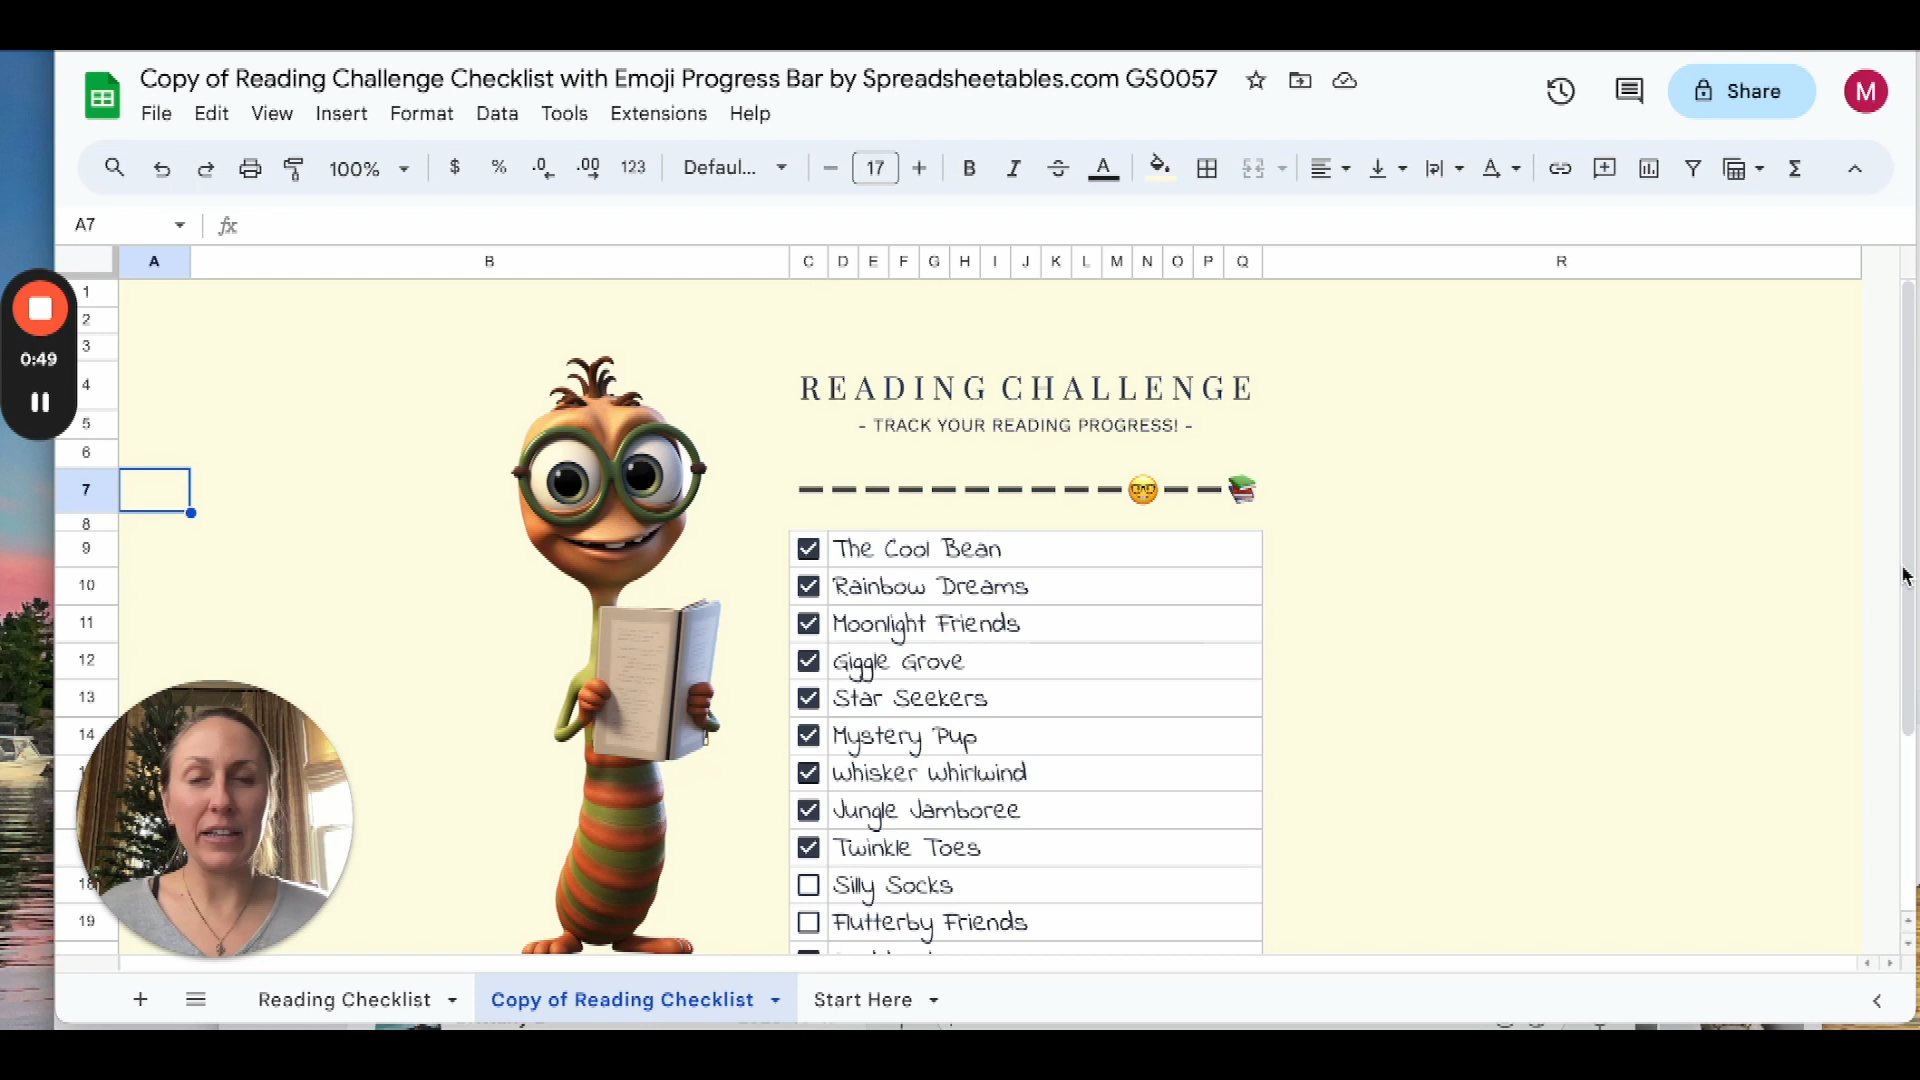 Copy of Reading Challenge Checklist with Emoji Progress Bar by Spreadsheetables.com GS0057
Share
M
File Edit View Insert Format Data Tools Extensions Help
100% $ % .0 .00 123 Defaul... 17 B I A
A7 fx
A B C D E F G H I J K L M N O P Q R
1
2
3
4
5
6
7
8
9
10
11
12
13
14
18
19
0:49
READING CHALLENGE
- TRACK YOUR READING PROGRESS! -
The Cool Bean
Rainbow Dreams
Moonlight Friends
Giggle Grove
Star Seekers
Mystery Pup
Whisker Whirlwind
Jungle Jamboree
Twinkle Toes
Silly Socks
Flutterby Friends
Reading Checklist Copy of Reading Checklist Start Here